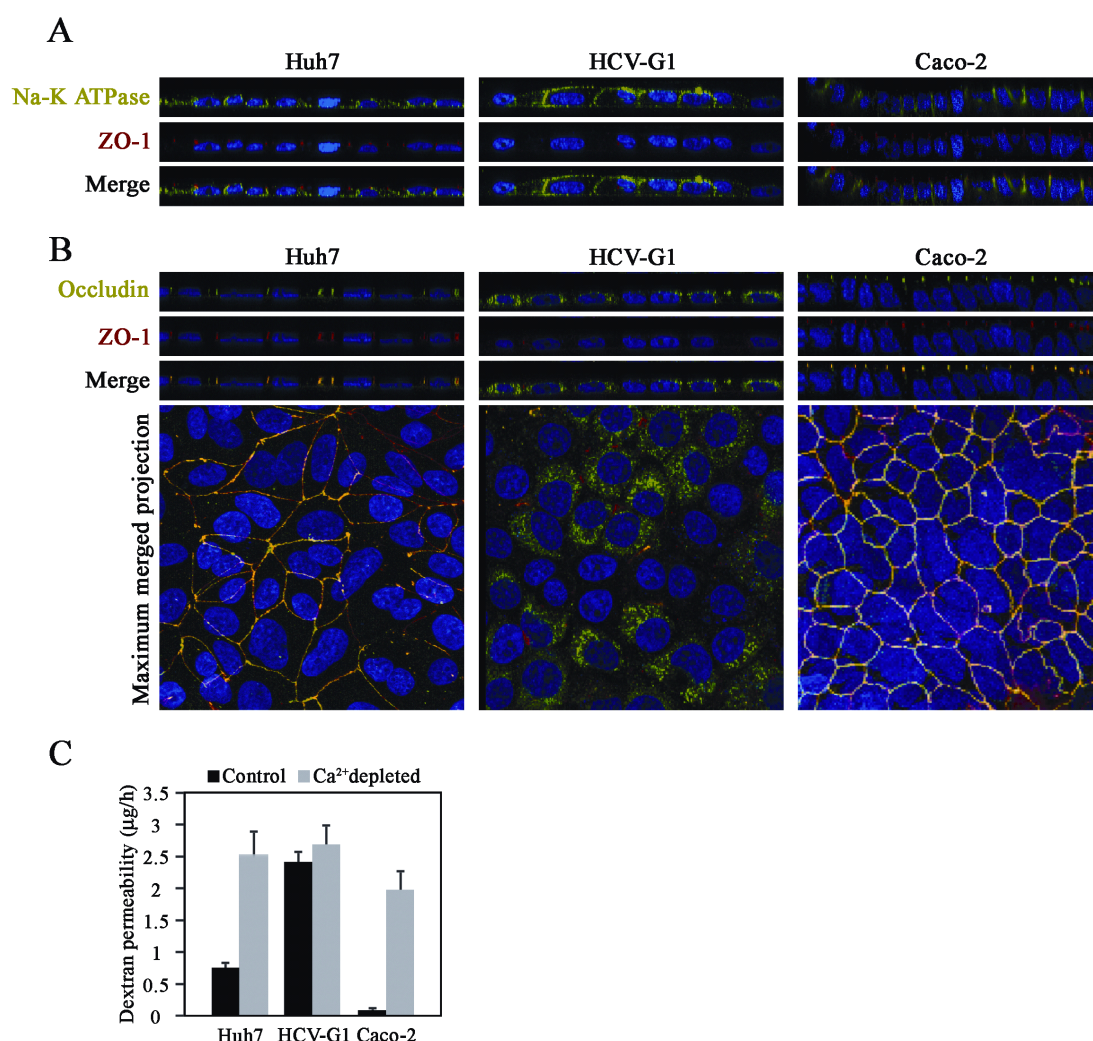 A
Huh7
HCV-G1
Caco-2
Na-K ATPase
ZO-1
Merge
B
Huh7
HCV-G1
Caco-2
Occludin
ZO-1
Merge
Maximum merged projection
C
Control
Ca²⁺depleted
Dextran permeability (µg/h)
3.5
3
2.5
2
1.5
1
0.5
0
Huh7
HCV-G1
Caco-2